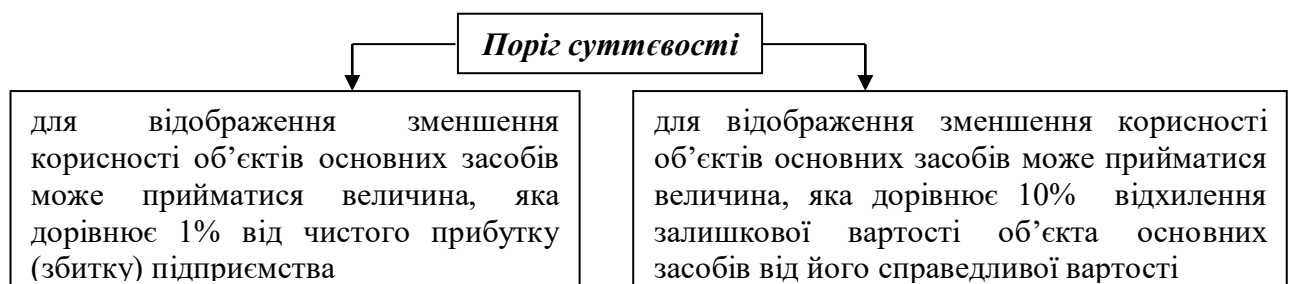 Поріг суттєвості
для відображення зменшення
корисності об’єктів основних засобів
може прийматися величина, яка
дорівнює 1% від чистого прибутку
(збитку) підприємства
для відображення зменшення корисності
об’єктів основних засобів може прийматися
величина, яка дорівнює 10% відхилення
залишкової вартості об’єкта основних
засобів від його справедливої вартості